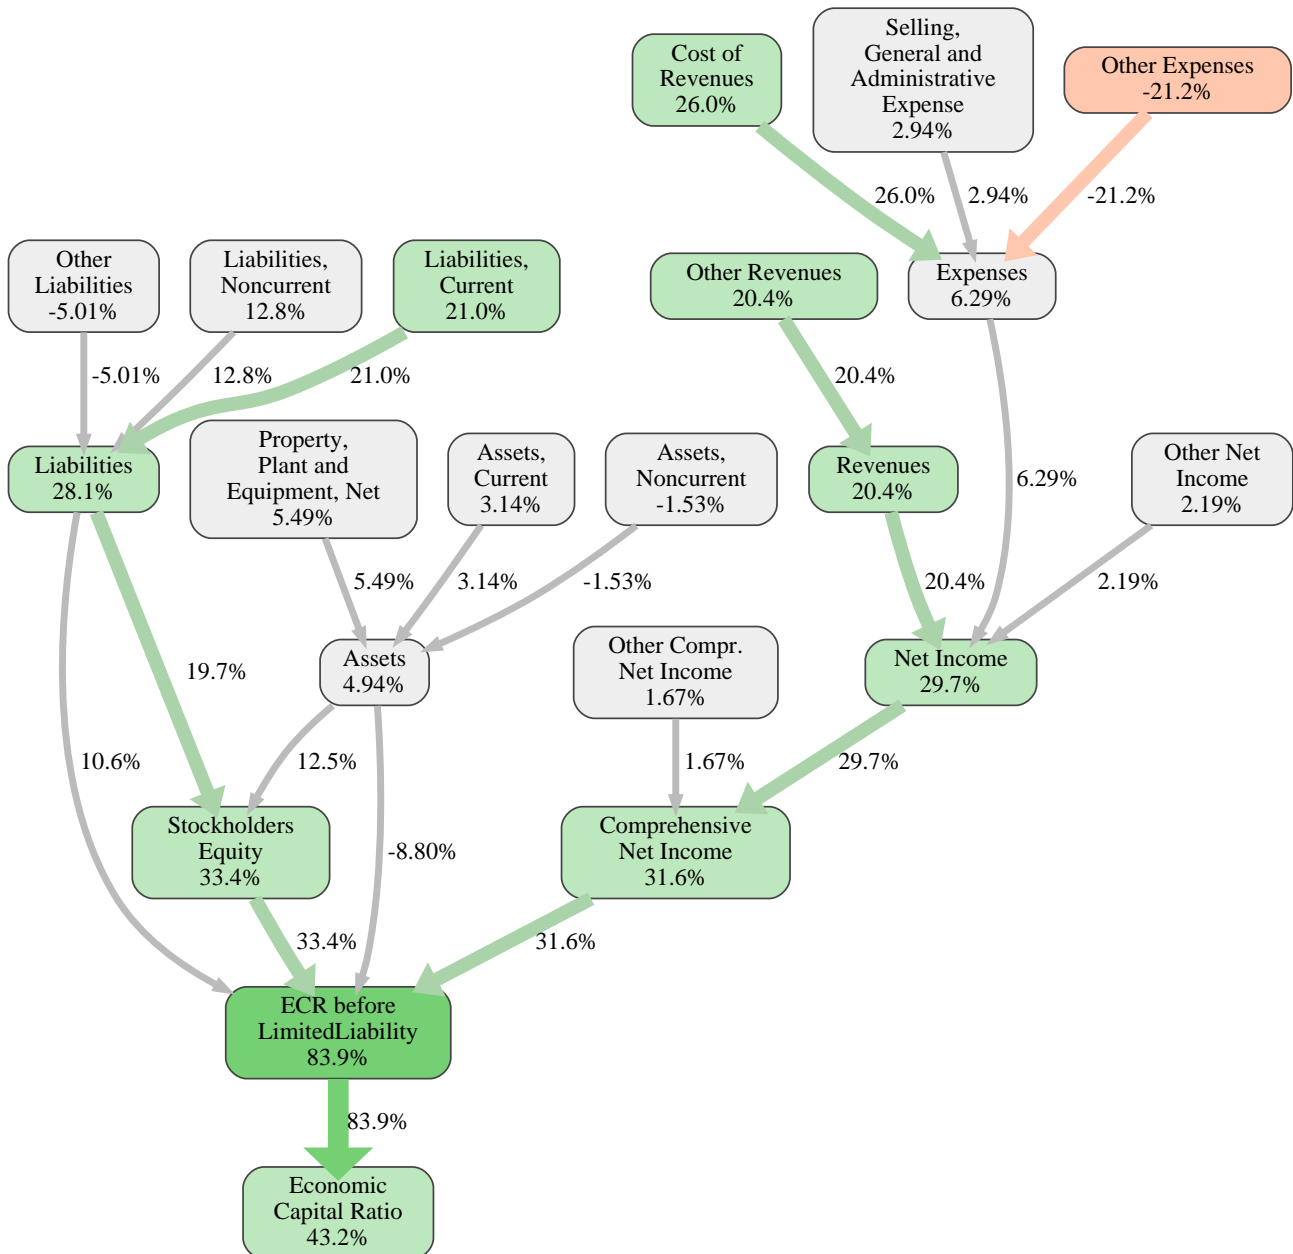 Cost of
Revenues
26.0%
Selling,
General and
Administrative
Expense
2.94%
Other Expenses
-21.2%
26.0%
2.94%
-21.2%
Other
Liabilities
-5.01%
Liabilities,
Noncurrent
12.8%
Liabilities,
Current
21.0%
Other Revenues
20.4%
Expenses
6.29%
-5.01%
12.8%
21.0%
20.4%
Liabilities
28.1%
Property,
Plant and
Equipment, Net
5.49%
Assets,
Current
3.14%
Assets,
Noncurrent
-1.53%
Revenues
20.4%
6.29%
Other Net
Income
2.19%
5.49%
3.14%
-1.53%
20.4%
2.19%
19.7%
Assets
4.94%
Other Compr.
Net Income
1.67%
Net Income
29.7%
10.6%
12.5%
1.67%
29.7%
Stockholders
Equity
33.4%
-8.80%
Comprehensive
Net Income
31.6%
33.4%
31.6%
ECR before
LimitedLiability
83.9%
83.9%
Economic
Capital Ratio
43.2%